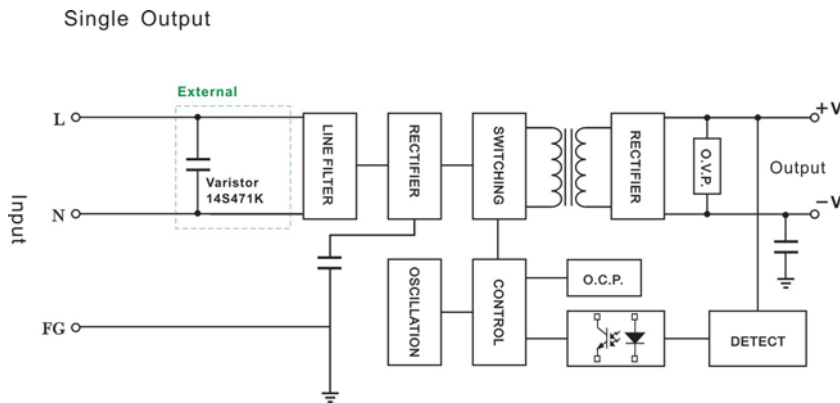 Single Output
External
L
+V
LINE FILTER
RECTIFIER
SWITCHING
RECTIFIER
O.V.P.
Output
Varistor
14S471K
Input
N
−V
OSCILLATION
CONTROL
O.C.P.
FG
DETECT